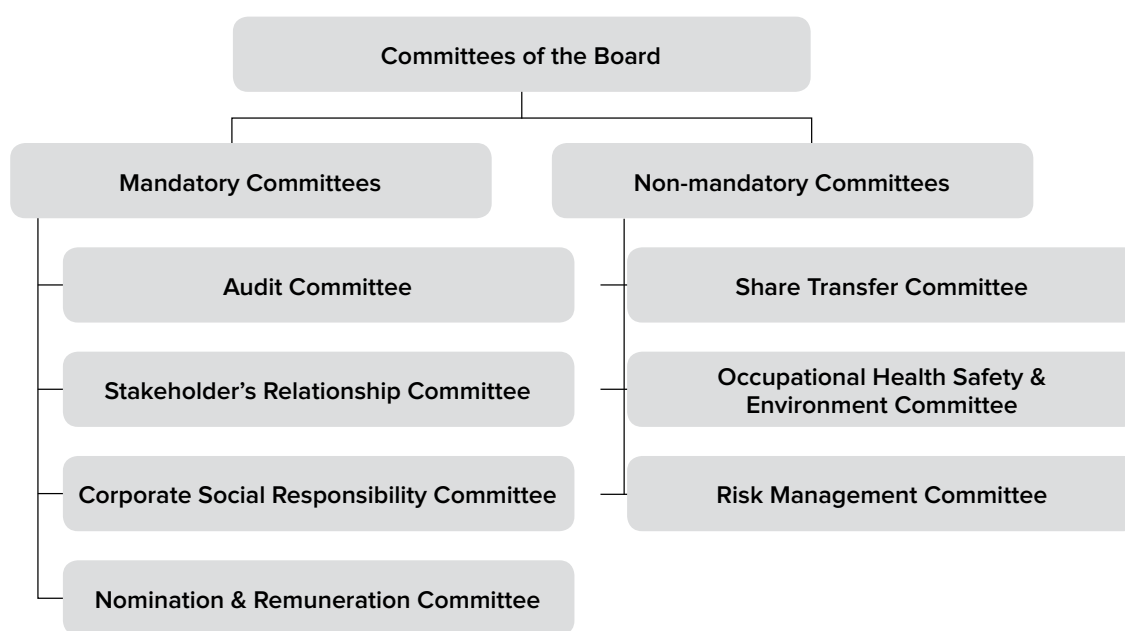 Committees of the Board
Mandatory Committees
Non-mandatory Committees
Audit Committee
Stakeholder’s Relationship Committee
Corporate Social Responsibility Committee
Nomination & Remuneration Committee
Share Transfer Committee
Occupational Health Safety &
Environment Committee
Risk Management Committee